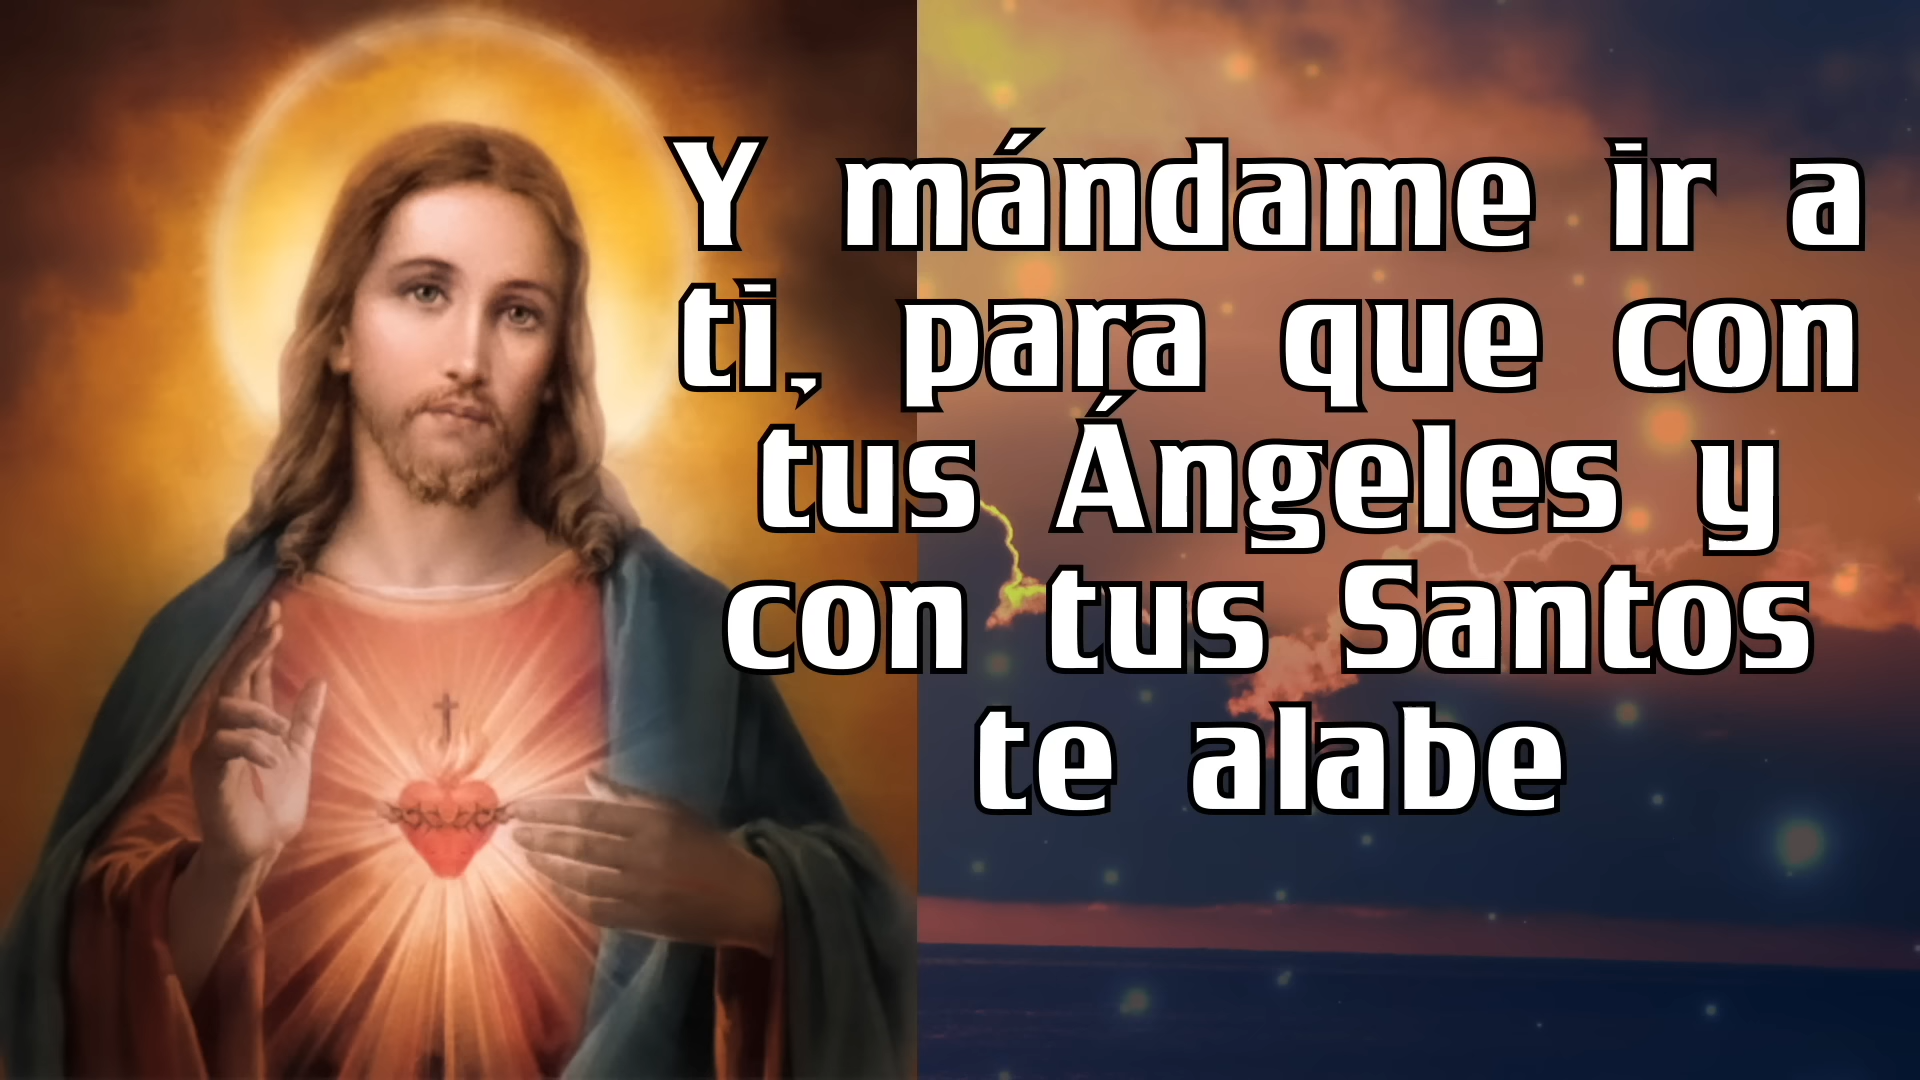 Y mándame ir a
ti, para que con
tus Ángeles y
con tus Santos
te alabe